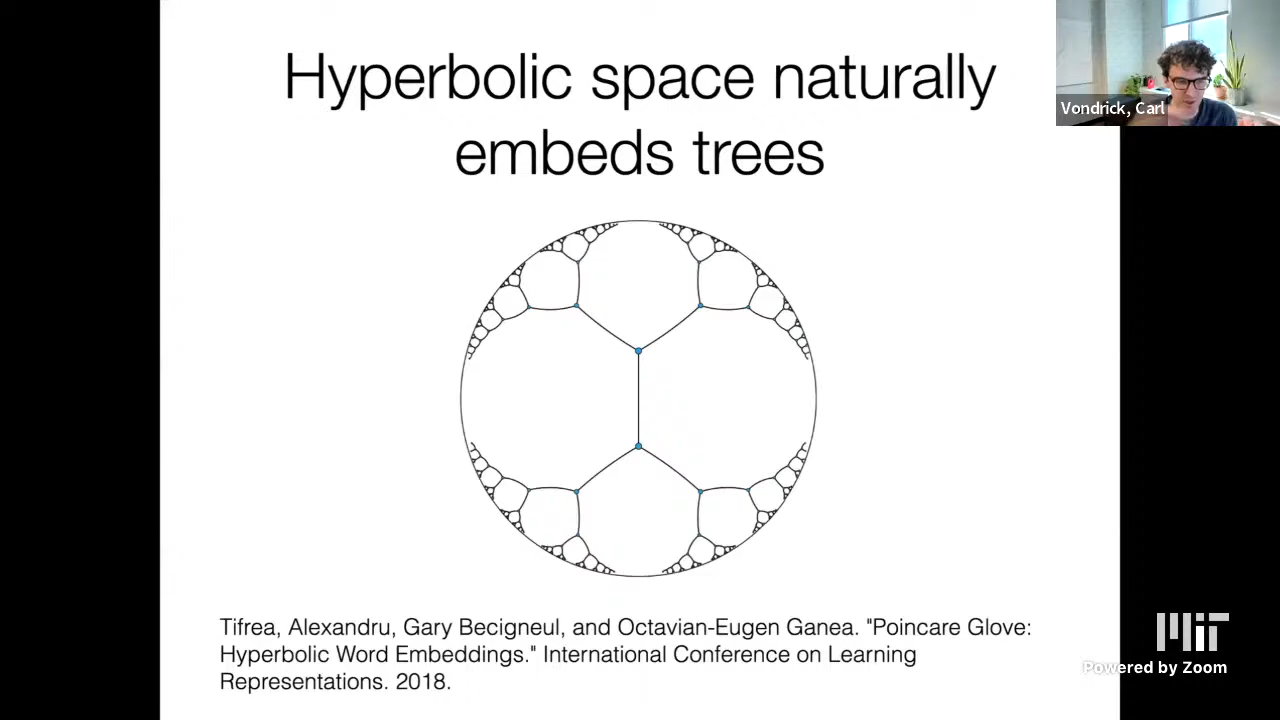 Hyperbolic space naturally
embeds trees
Vondrick, Carl
Tifrea, Alexandru, Gary Becigneul, and Octavian-Eugen Ganea. "Poincare Glove:
Hyperbolic Word Embeddings." International Conference on Learning
Representations. 2018.
MIT
Powered by Zoom